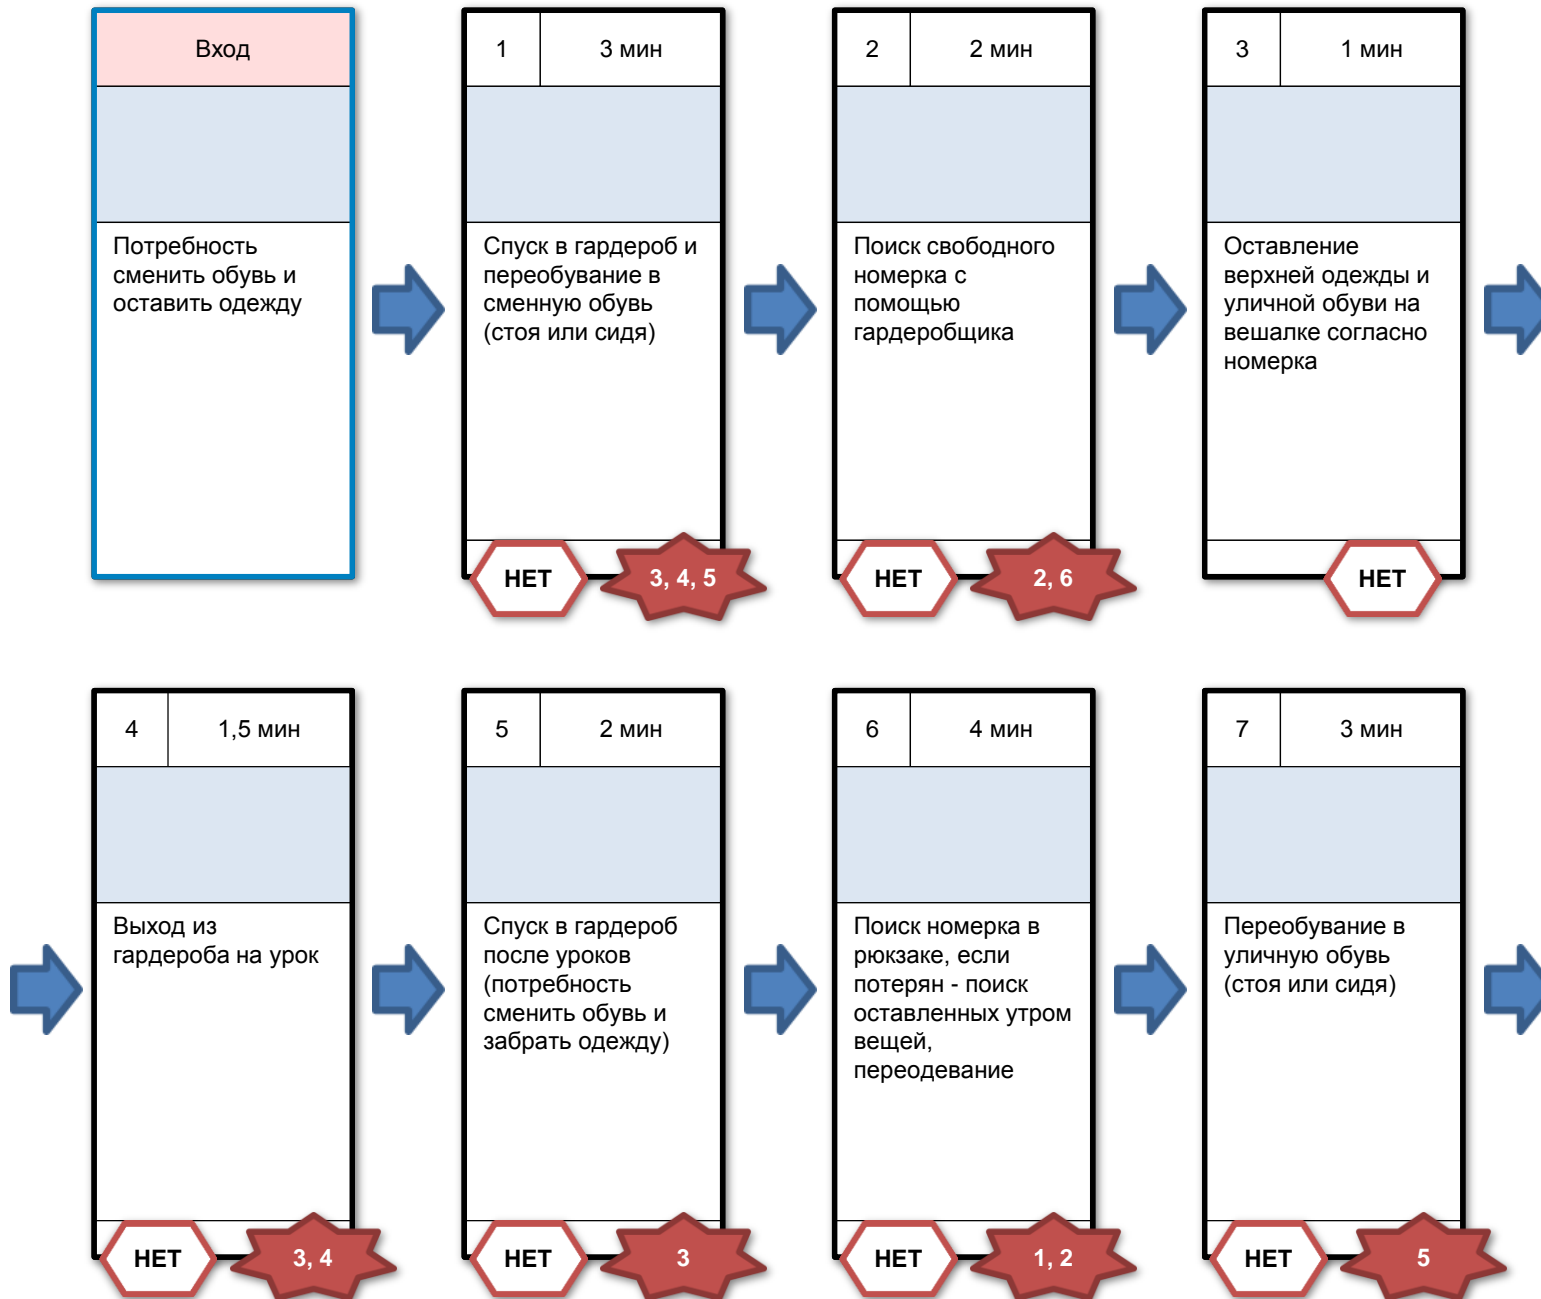 Вход
Потребность
сменить обувь и
оставить одежду
1
3 мин
Спуск в гардероб и
переобувание в
сменную обувь
(стоя или сидя)
НЕТ
3, 4, 5
2
2 мин
Поиск свободного
номерка с
помощью
гардеробщика
НЕТ
2, 6
3
1 мин
Оставление
верхней одежды и
уличной обуви на
вешалке согласно
номерка
НЕТ
4
1,5 мин
Выход из
гардероба на урок
НЕТ
3, 4
5
2 мин
Спуск в гардероб
после уроков
(потребность
сменить обувь и
забрать одежду)
НЕТ
3
6
4 мин
Поиск номерка в
рюкзаке, если
потерян - поиск
оставленных утром
вещей,
переодевание
НЕТ
1, 2
7
3 мин
Переобувание в
уличную обувь
(стоя или сидя)
НЕТ
5